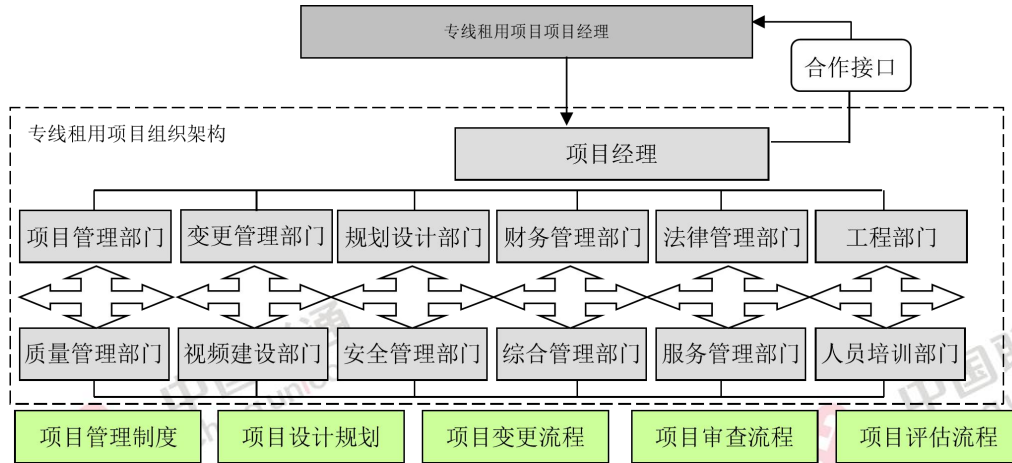 专线租用项目项目经理
合作接口
专线租用项目组织架构
项目经理
项目管理部门
变更管理部门
规划设计部门
财务管理部门
法律管理部门
工程部门
质量管理部门
视频建设部门
安全管理部门
综合管理部门
服务管理部门
人员培训部门
项目管理制度
项目设计规划
项目变更流程
项目审查流程
项目评估流程